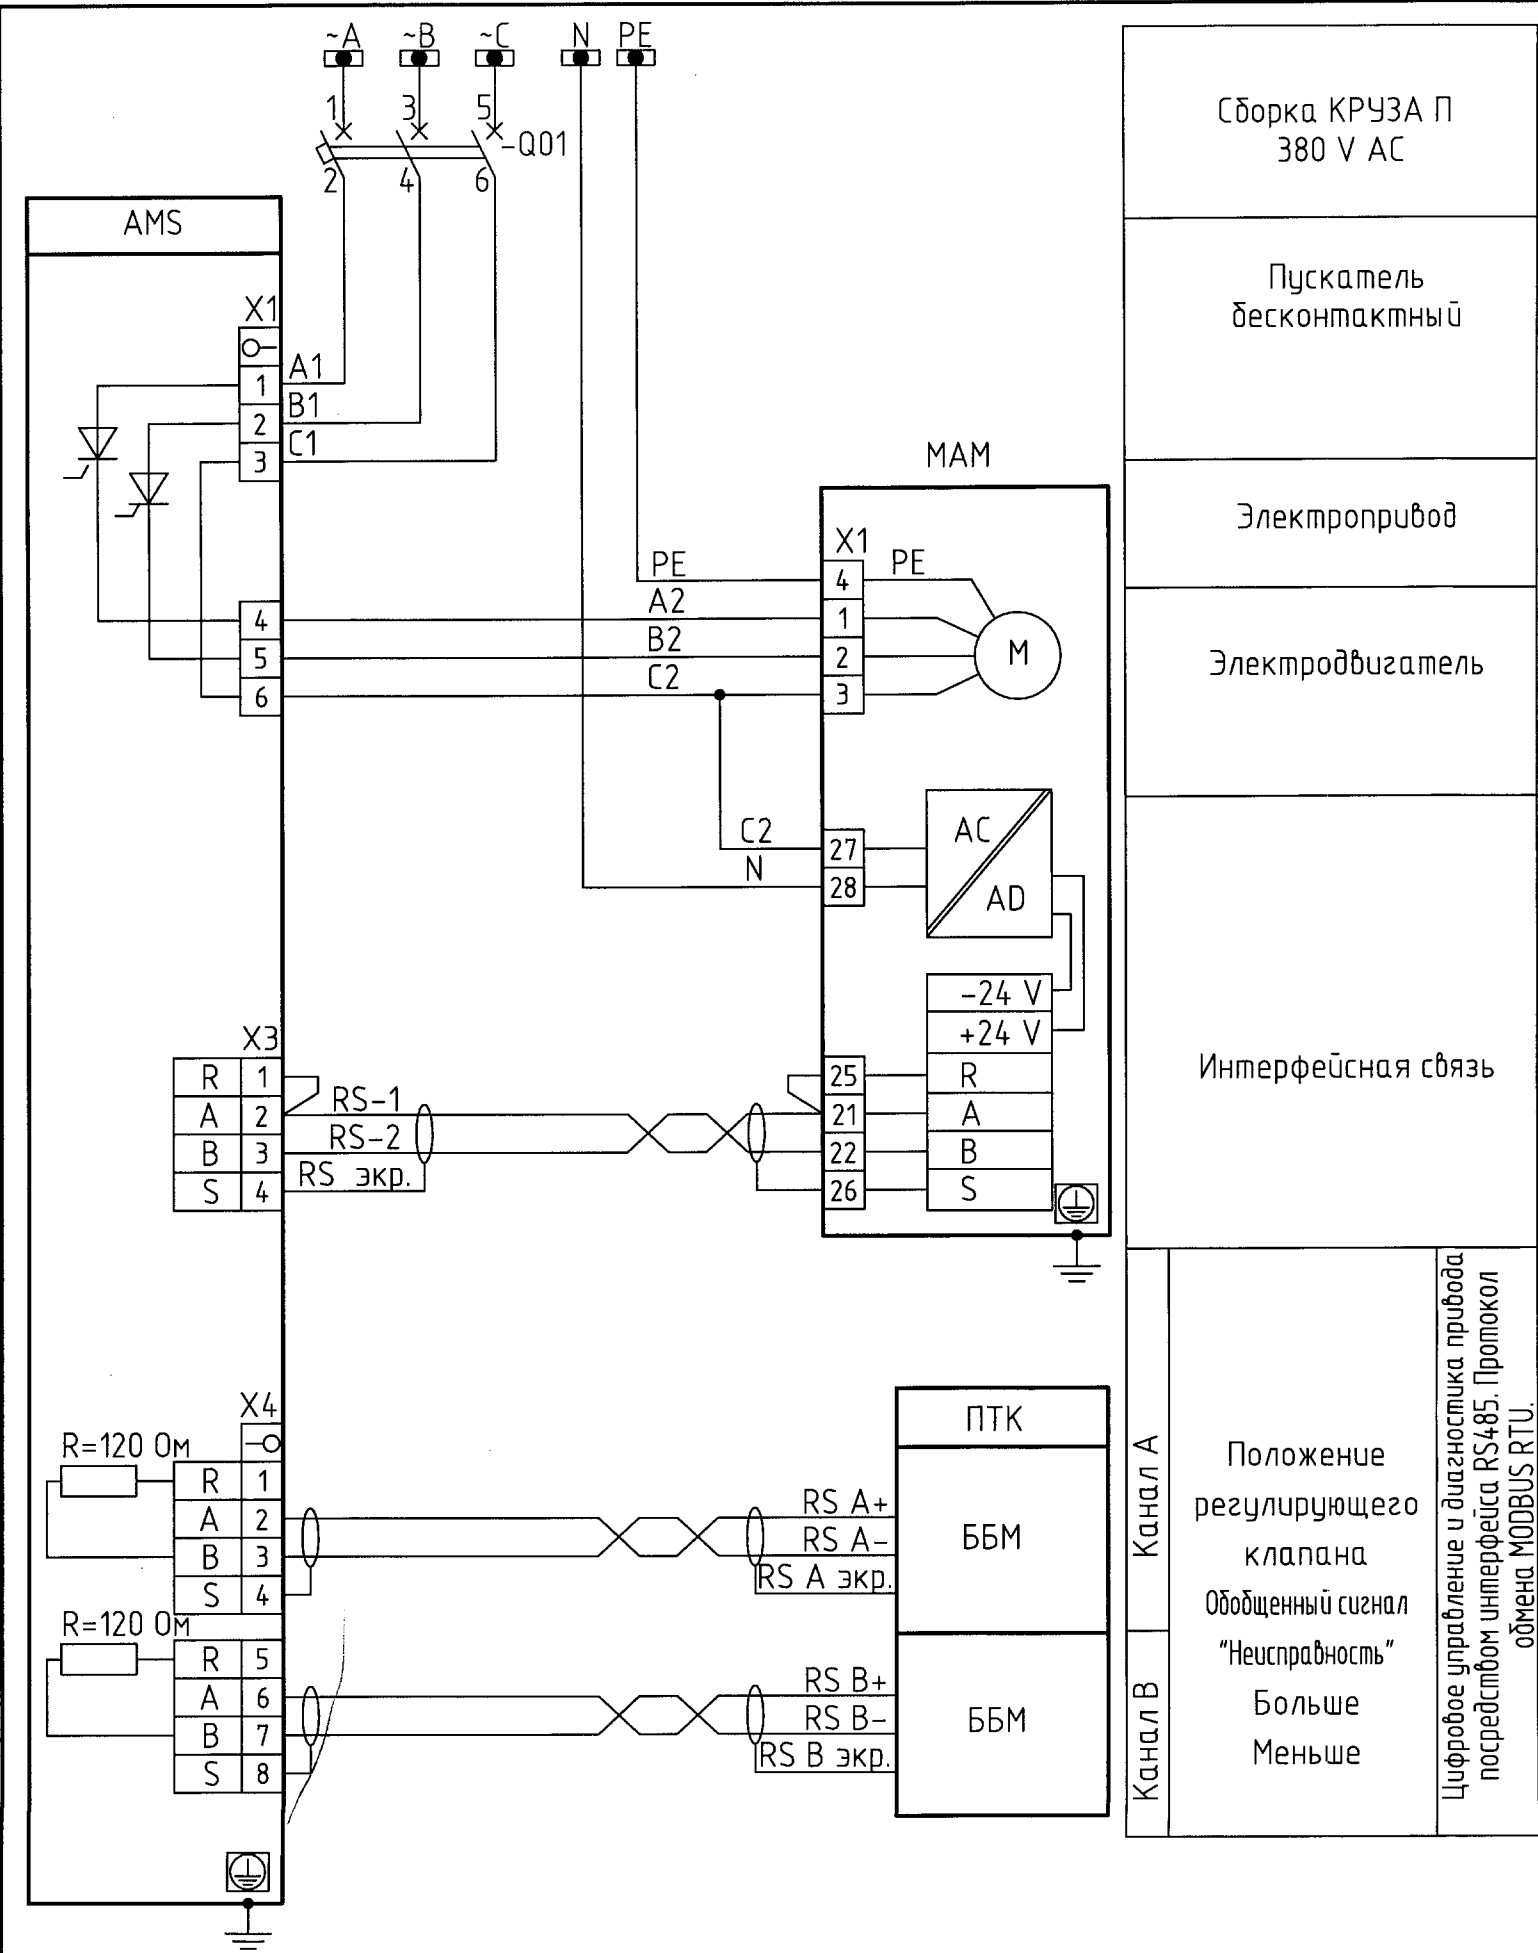 ~A ~B ~C N PE
1 3 5
-Q01
2 4 6
Сборка КРУЗА П
380 V AC
AMS
Пускатель
бесконтактный
X1
1 A1
2 B1
3 C1
MAM
Электропривод
X1
PE 4 PE
4 A2 1
5 B2 2
6 C2 3
M
Электродвигатель
C2 27
N 28
AC
AD
-24 V
+24 V
Интерфейсная связь
X3
R 1
A 2 RS-1
B 3 RS-2
S 4 RS экр.
25 R
21 A
22 B
26 S
X4
R=120 Ом
R 1
A 2
B 3
S 4
R=120 Ом
R 5
A 6
B 7
S 8
ПТК
RS A+
RS A-
RS A экр.
ББМ
RS B+
RS B-
RS B экр.
ББМ
Канал A
Канал B
Положение
регулирующего
клапана
Обобщенный сигнал
"Неисправность"
Больше
Меньше
Цифровое управление и диагностика привода
посредством интерфейса RS485. Протокол
обмена MODBUS RTU.